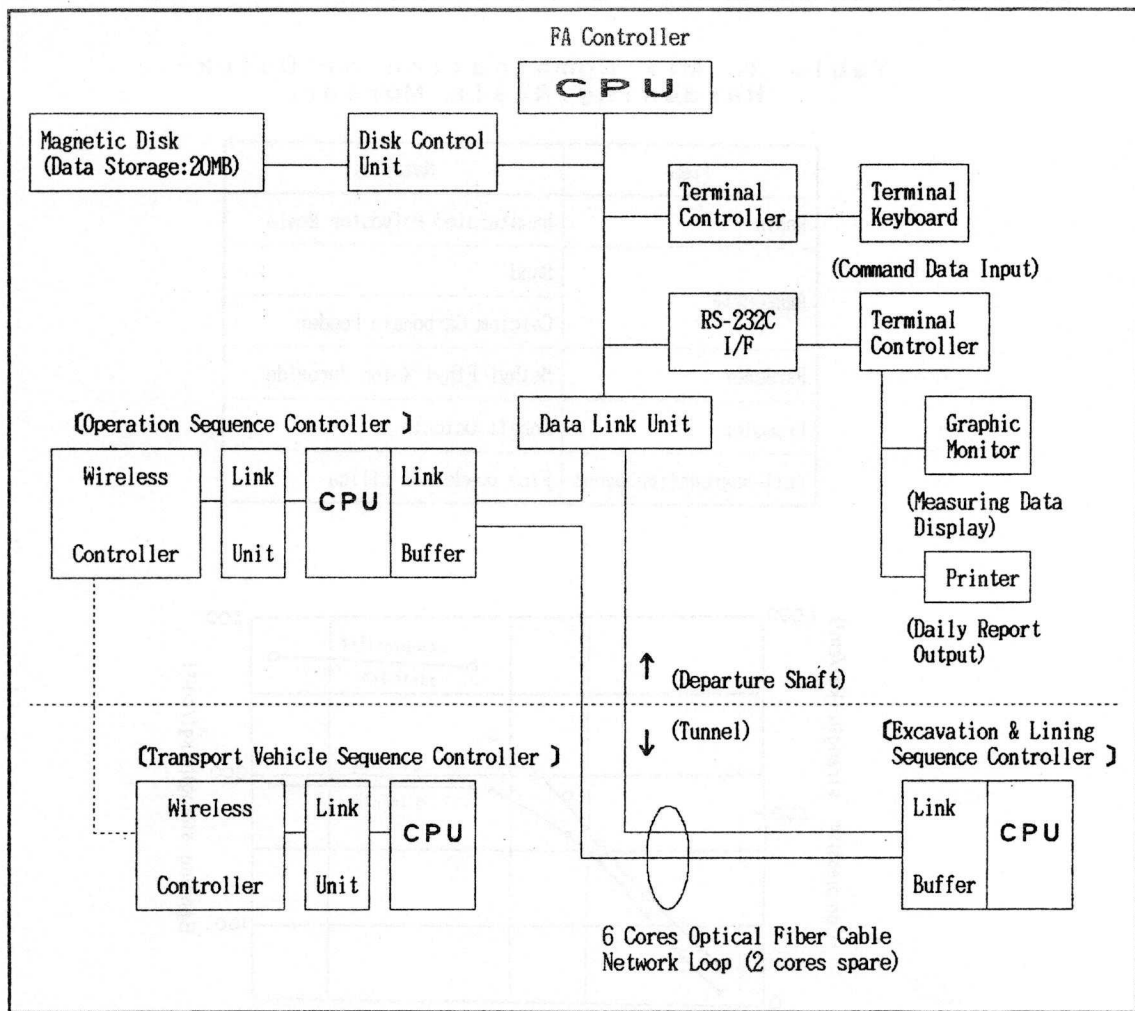 FA Controller
CPU
Magnetic Disk
(Data Storage:20MB)
Disk Control
Unit
Terminal
Controller
Terminal
Keyboard
(Command Data Input)
RS-232C
I/F
Terminal
Controller
Data Link Unit
Graphic
Monitor
(Measuring Data
Display)
Printer
(Daily Report
Output)
〔Operation Sequence Controller 〕
Wireless
Controller
Link
Unit
CPU
Link
Buffer
↑ (Departure Shaft)
↓ (Tunnel)
〔Transport Vehicle Sequence Controller 〕
Wireless
Controller
Link
Unit
CPU
〔Excavation & Lining
Sequence Controller 〕
Link
Buffer
CPU
6 Cores Optical Fiber Cable
Network Loop (2 cores spare)